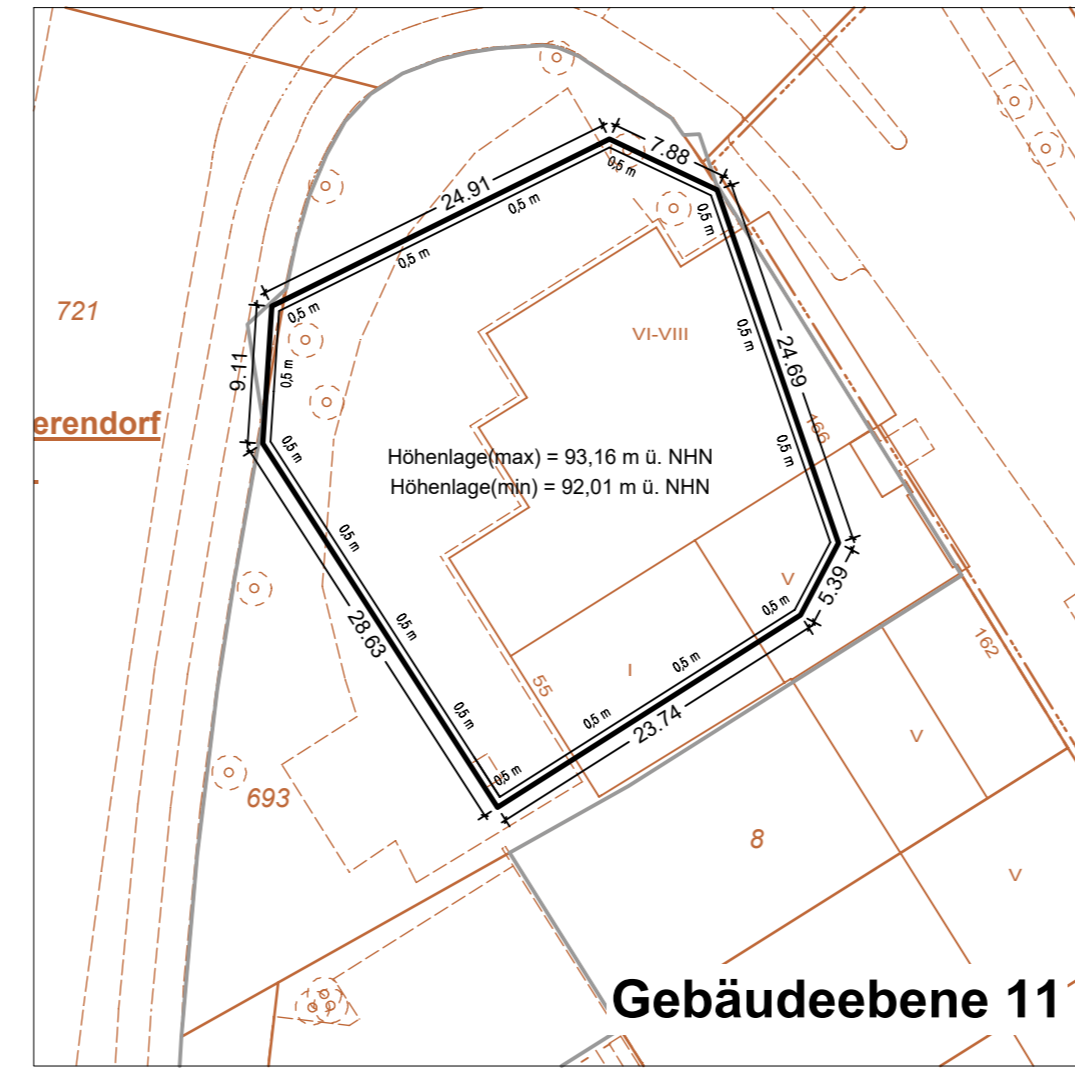 7.88
24.91
0,5 m
0,5 m
0,5 m
0,5 m
721
0,5 m
VI-VIII
0,5 m
24.69
9.11
0,5 m
erendorf
166
0,5 m
0,5 m
Höhenlage(max) = 93,16 m ü. NHN
Höhenlage(min) = 92,01 m ü. NHN
0,5 m
V
5.39
0,5 m
0,5 m
28.63
162
0,5 m
I
55
0,5 m
0,5 m
23.74
V
0,5 m
693
8
V
Gebäudeebene 11